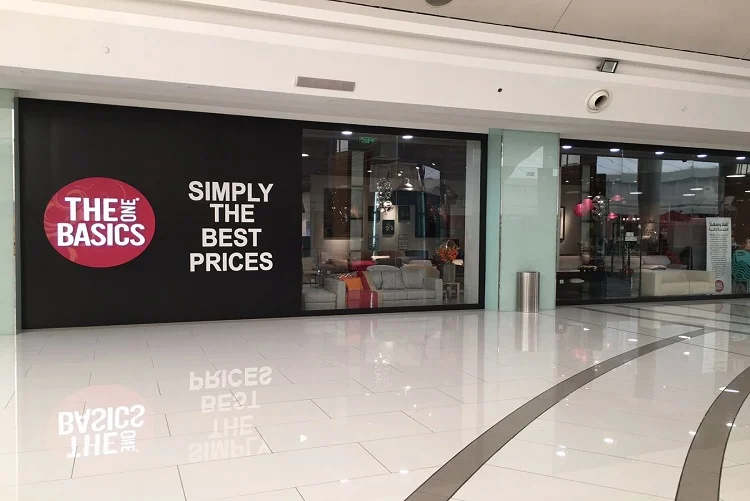 THE ONE
BASICS
SIMPLY
THE
BEST
PRICES